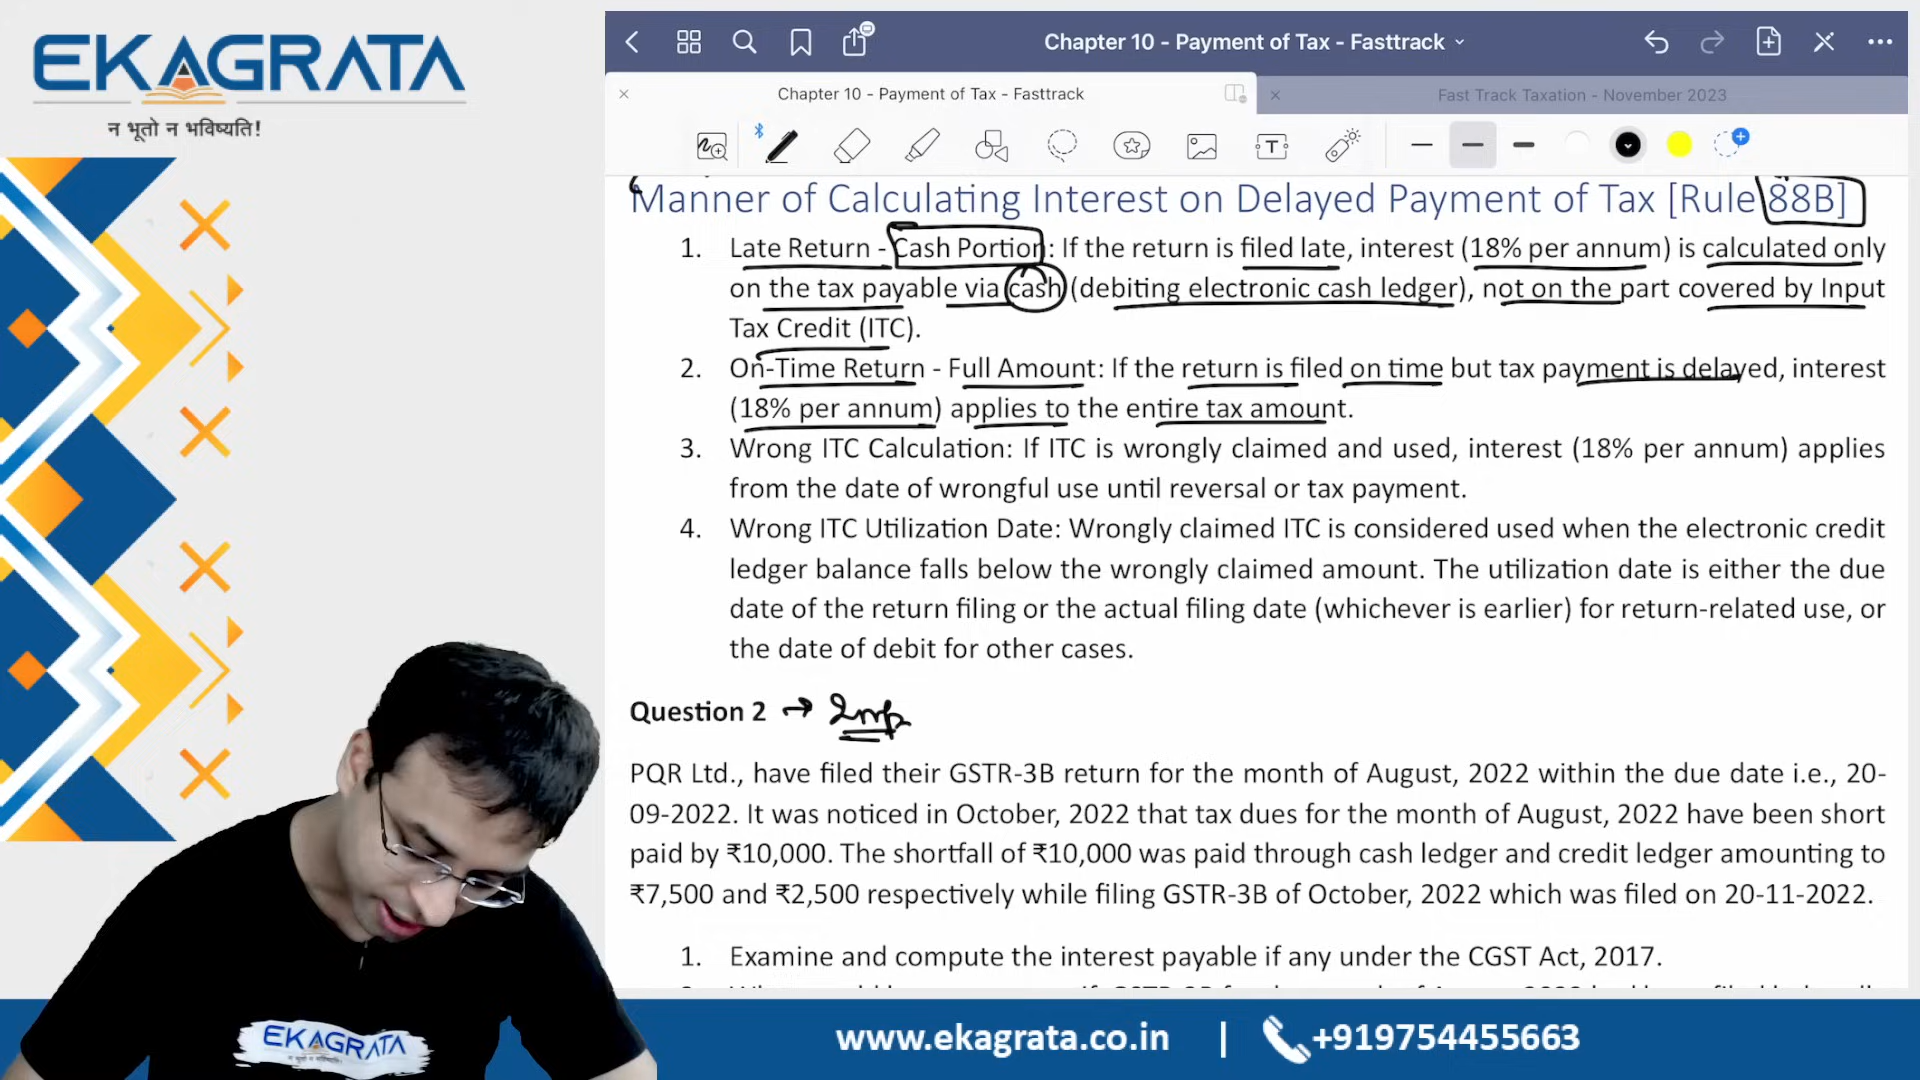 EKAGRATA
न भूतो न भविष्यति!
Chapter 10 - Payment of Tax - Fasttrack
Chapter 10 - Payment of Tax - Fasttrack
Fast Track Taxation - November 2023
Manner of Calculating Interest on Delayed Payment of Tax [Rule 88B]
1. Late Return - Cash Portion: If the return is filed late, interest (18% per annum) is calculated only
on the tax payable via cash (debiting electronic cash ledger), not on the part covered by Input
Tax Credit (ITC).
2. On-Time Return - Full Amount: If the return is filed on time but tax payment is delayed, interest
(18% per annum) applies to the entire tax amount.
3. Wrong ITC Calculation: If ITC is wrongly claimed and used, interest (18% per annum) applies
from the date of wrongful use until reversal or tax payment.
4. Wrong ITC Utilization Date: Wrongly claimed ITC is considered used when the electronic credit
ledger balance falls below the wrongly claimed amount. The utilization date is either the due
date of the return filing or the actual filing date (whichever is earlier) for return-related use, or
the date of debit for other cases.
Question 2 → Imp
PQR Ltd., have filed their GSTR-3B return for the month of August, 2022 within the due date i.e., 20-
09-2022. It was noticed in October, 2022 that tax dues for the month of August, 2022 have been short
paid by ₹10,000. The shortfall of ₹10,000 was paid through cash ledger and credit ledger amounting to
₹7,500 and ₹2,500 respectively while filing GSTR-3B of October, 2022 which was filed on 20-11-2022.
1. Examine and compute the interest payable if any under the CGST Act, 2017.
EKAGRATA
न भूतो न भविष्यति!
www.ekagrata.co.in | +919754455663